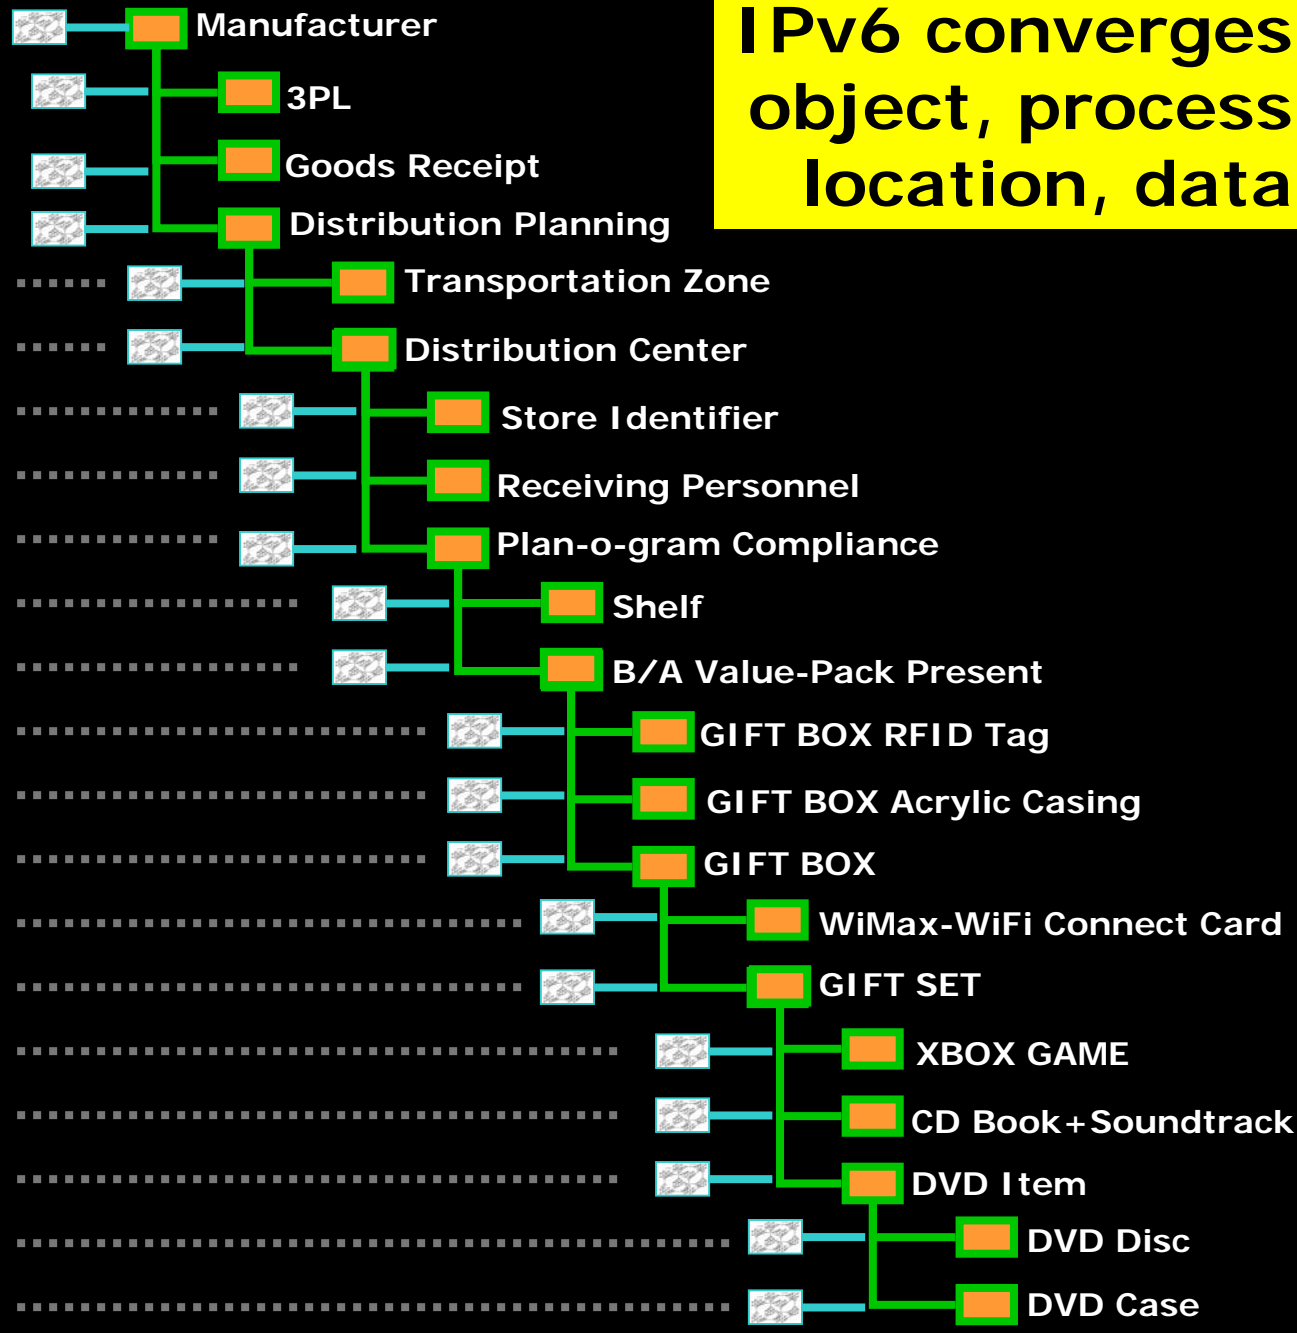 Manufacturer
IPv6 converges
object, process
location, data
3PL
Goods Receipt
Distribution Planning
Transportation Zone
Distribution Center
Store Identifier
Receiving Personnel
Plan-o-gram Compliance
Shelf
B/A Value-Pack Present
GIFT BOX RFID Tag
GIFT BOX Acrylic Casing
GIFT BOX
WiMax-WiFi Connect Card
GIFT SET
XBOX GAME
CD Book+Soundtrack
DVD Item
DVD Disc
DVD Case